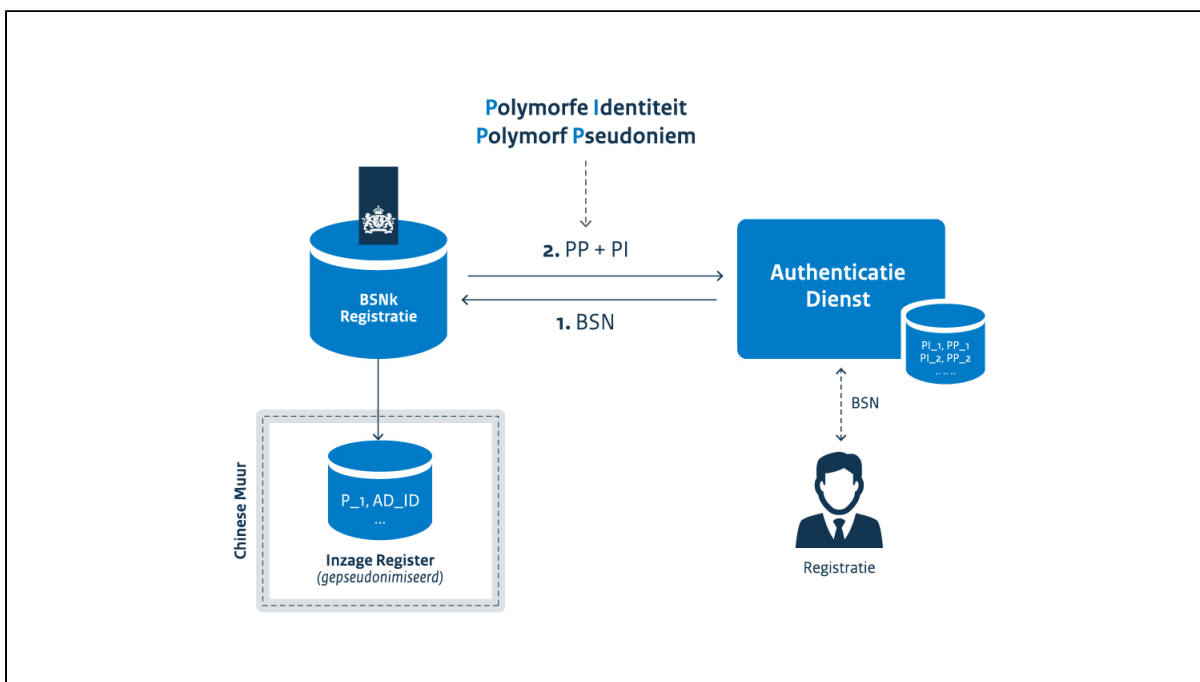 Polymorfe Identiteit
Polymorf Pseudoniem
2. PP + PI
BSNk
Registratie
1. BSN
Authenticatie
Dienst
PI_1, PP_1
PI_2, PP_2
.. .. ..
BSN
Chinese Muur
P_1, AD_ID
...
Inzage Register
(gepseudonimiseerd)
Registratie